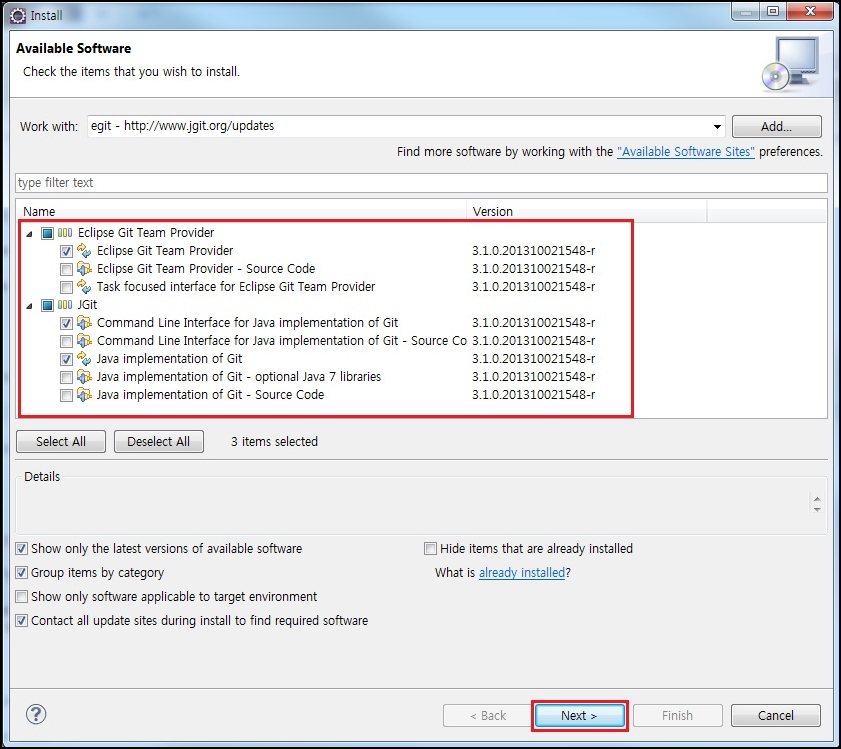 Install
Available Software
Check the items that you wish to install.
Work with: egit - http://www.jgit.org/updates Add...
Find more software by working with the "Available Software Sites" preferences.
type filter text
Name Version
Eclipse Git Team Provider
Eclipse Git Team Provider 3.1.0.201310021548-r
Eclipse Git Team Provider - Source Code 3.1.0.201310021548-r
Task focused interface for Eclipse Git Team Provider 3.1.0.201310021548-r
JGit
Command Line Interface for Java implementation of Git 3.1.0.201310021548-r
Command Line Interface for Java implementation of Git - Source Co 3.1.0.201310021548-r
Java implementation of Git 3.1.0.201310021548-r
Java implementation of Git - optional Java 7 libraries 3.1.0.201310021548-r
Java implementation of Git - Source Code 3.1.0.201310021548-r
Select All Deselect All 3 items selected
Details
Show only the latest versions of available software Hide items that are already installed
Group items by category What is already installed?
Show only software applicable to target environment
Contact all update sites during install to find required software
? < Back Next > Finish Cancel